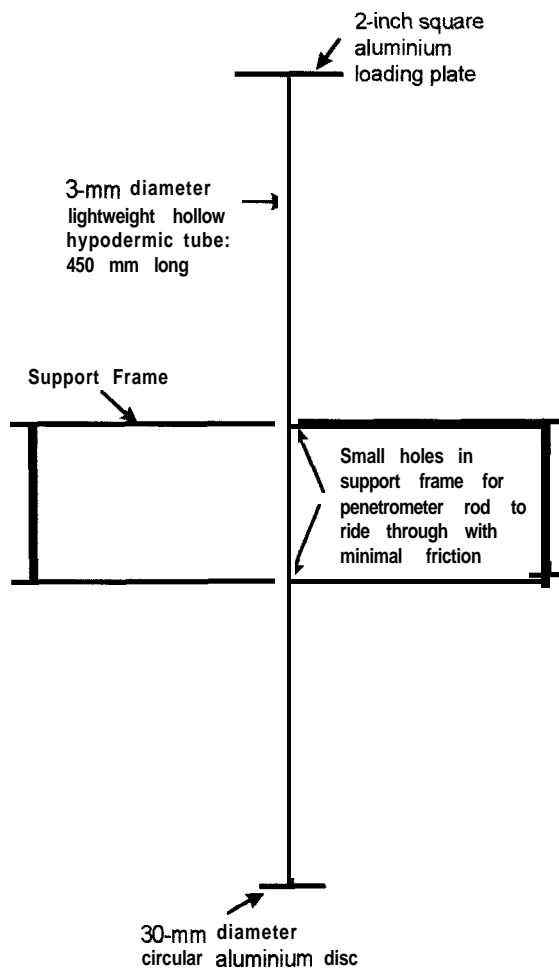 2-inch square
aluminium
loading plate
3-mm diameter
lightweight hollow
hypodermic tube:
450 mm long
Support Frame
Small holes in
support frame for
penetrometer rod to
ride through with
minimal friction
30-mm diameter
circular aluminium disc